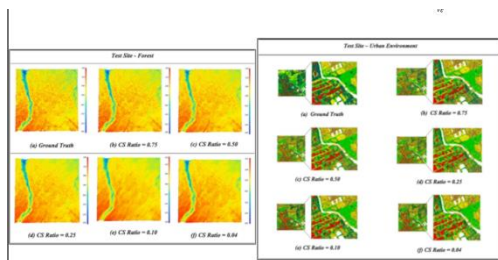 Test Site – Forest
(a) Ground Truth
(b) CS Ratio = 0.75
(c) CS Ratio = 0.50
(d) CS Ratio = 0.25
(e) CS Ratio = 0.10
(f) CS Ratio = 0.04
Test Site – Urban Environment
(a) Ground Truth
(b) CS Ratio = 0.75
(c) CS Ratio = 0.50
(d) CS Ratio = 0.25
(e) CS Ratio = 0.10
(f) CS Ratio = 0.04